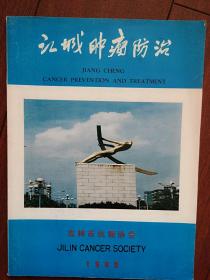 江城肿瘤防治
JIANG CHENG
CANCER PREVENTION AND TREATMENT
吉林市抗癌协会
JILIN CANCER SOCIETY